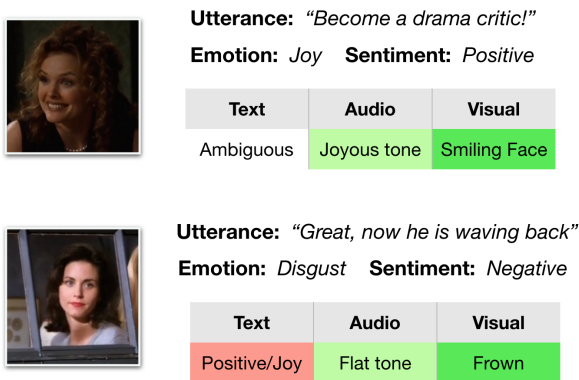 Utterance: “Become a drama critic!”
Emotion: Joy Sentiment: Positive
Text Audio Visual
Ambiguous Joyous tone Smiling Face
Utterance: “Great, now he is waving back”
Emotion: Disgust Sentiment: Negative
Text Audio Visual
Positive/Joy Flat tone Frown